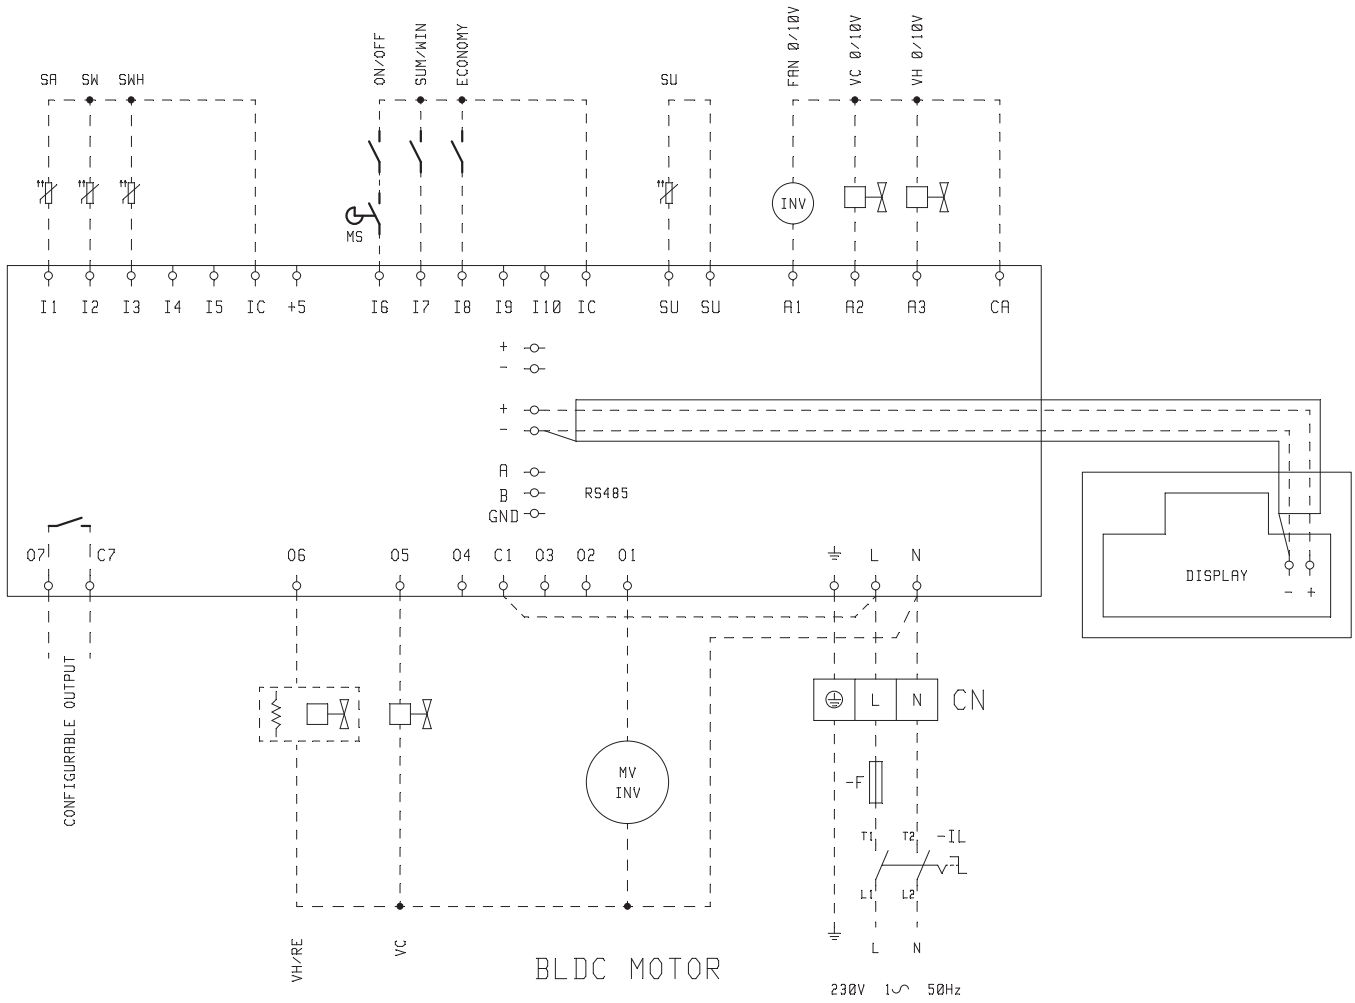 ON/OFF
SUM/WIN
ECONOMY
FAN 0/10V
VC 0/10V
VH 0/10V
SA SW SWH SU
INV
MS
I1 I2 I3 I4 I5 IC +5 I6 I7 I8 I9 I10 IC SU SU A1 A2 A3 CA
+
-
+
-
A
B RS485
GND
O7 C7 O6 O5 O4 C1 O3 O2 O1 L N
DISPLAY
- +
CONFIGURABLE OUTPUT
L N CN
MV
INV
-F
T1 T2 -IL
L1 L2
VH/RE
VC
L N
BLDC MOTOR
230V 1∿ 50Hz